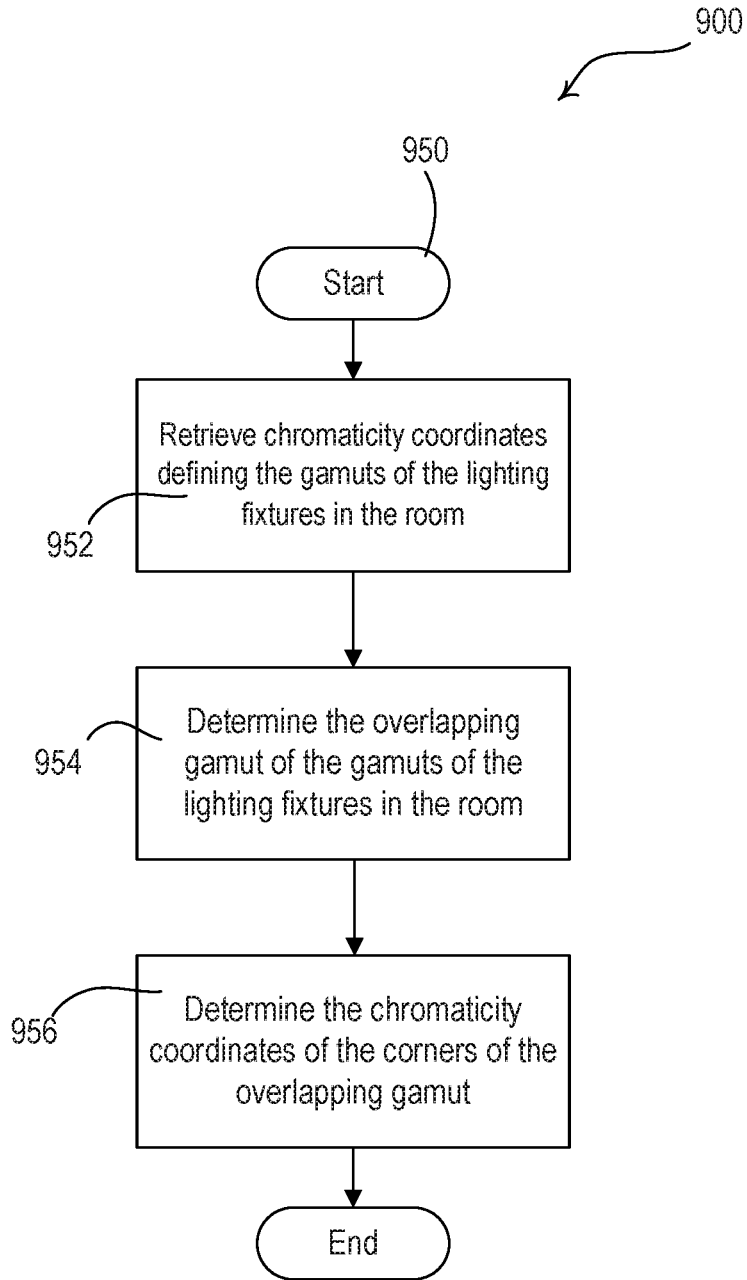 900
950
Start
Retrieve chromaticity coordinates
defining the gamuts of the lighting
fixtures in the room
952
Determine the overlapping
gamut of the gamuts of the
lighting fixtures in the room
954
Determine the chromaticity
coordinates of the corners of the
overlapping gamut
956
End